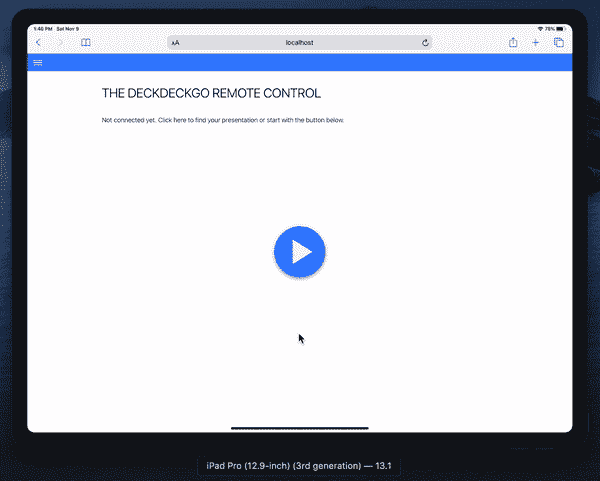 1:46 PM Sat Nov 9
79%
AA
localhost
THE DECKDECKGO REMOTE CONTROL
Not connected yet. Click here to find your presentation or start with the button below.
iPad Pro (12.9-inch) (3rd generation) — 13.1